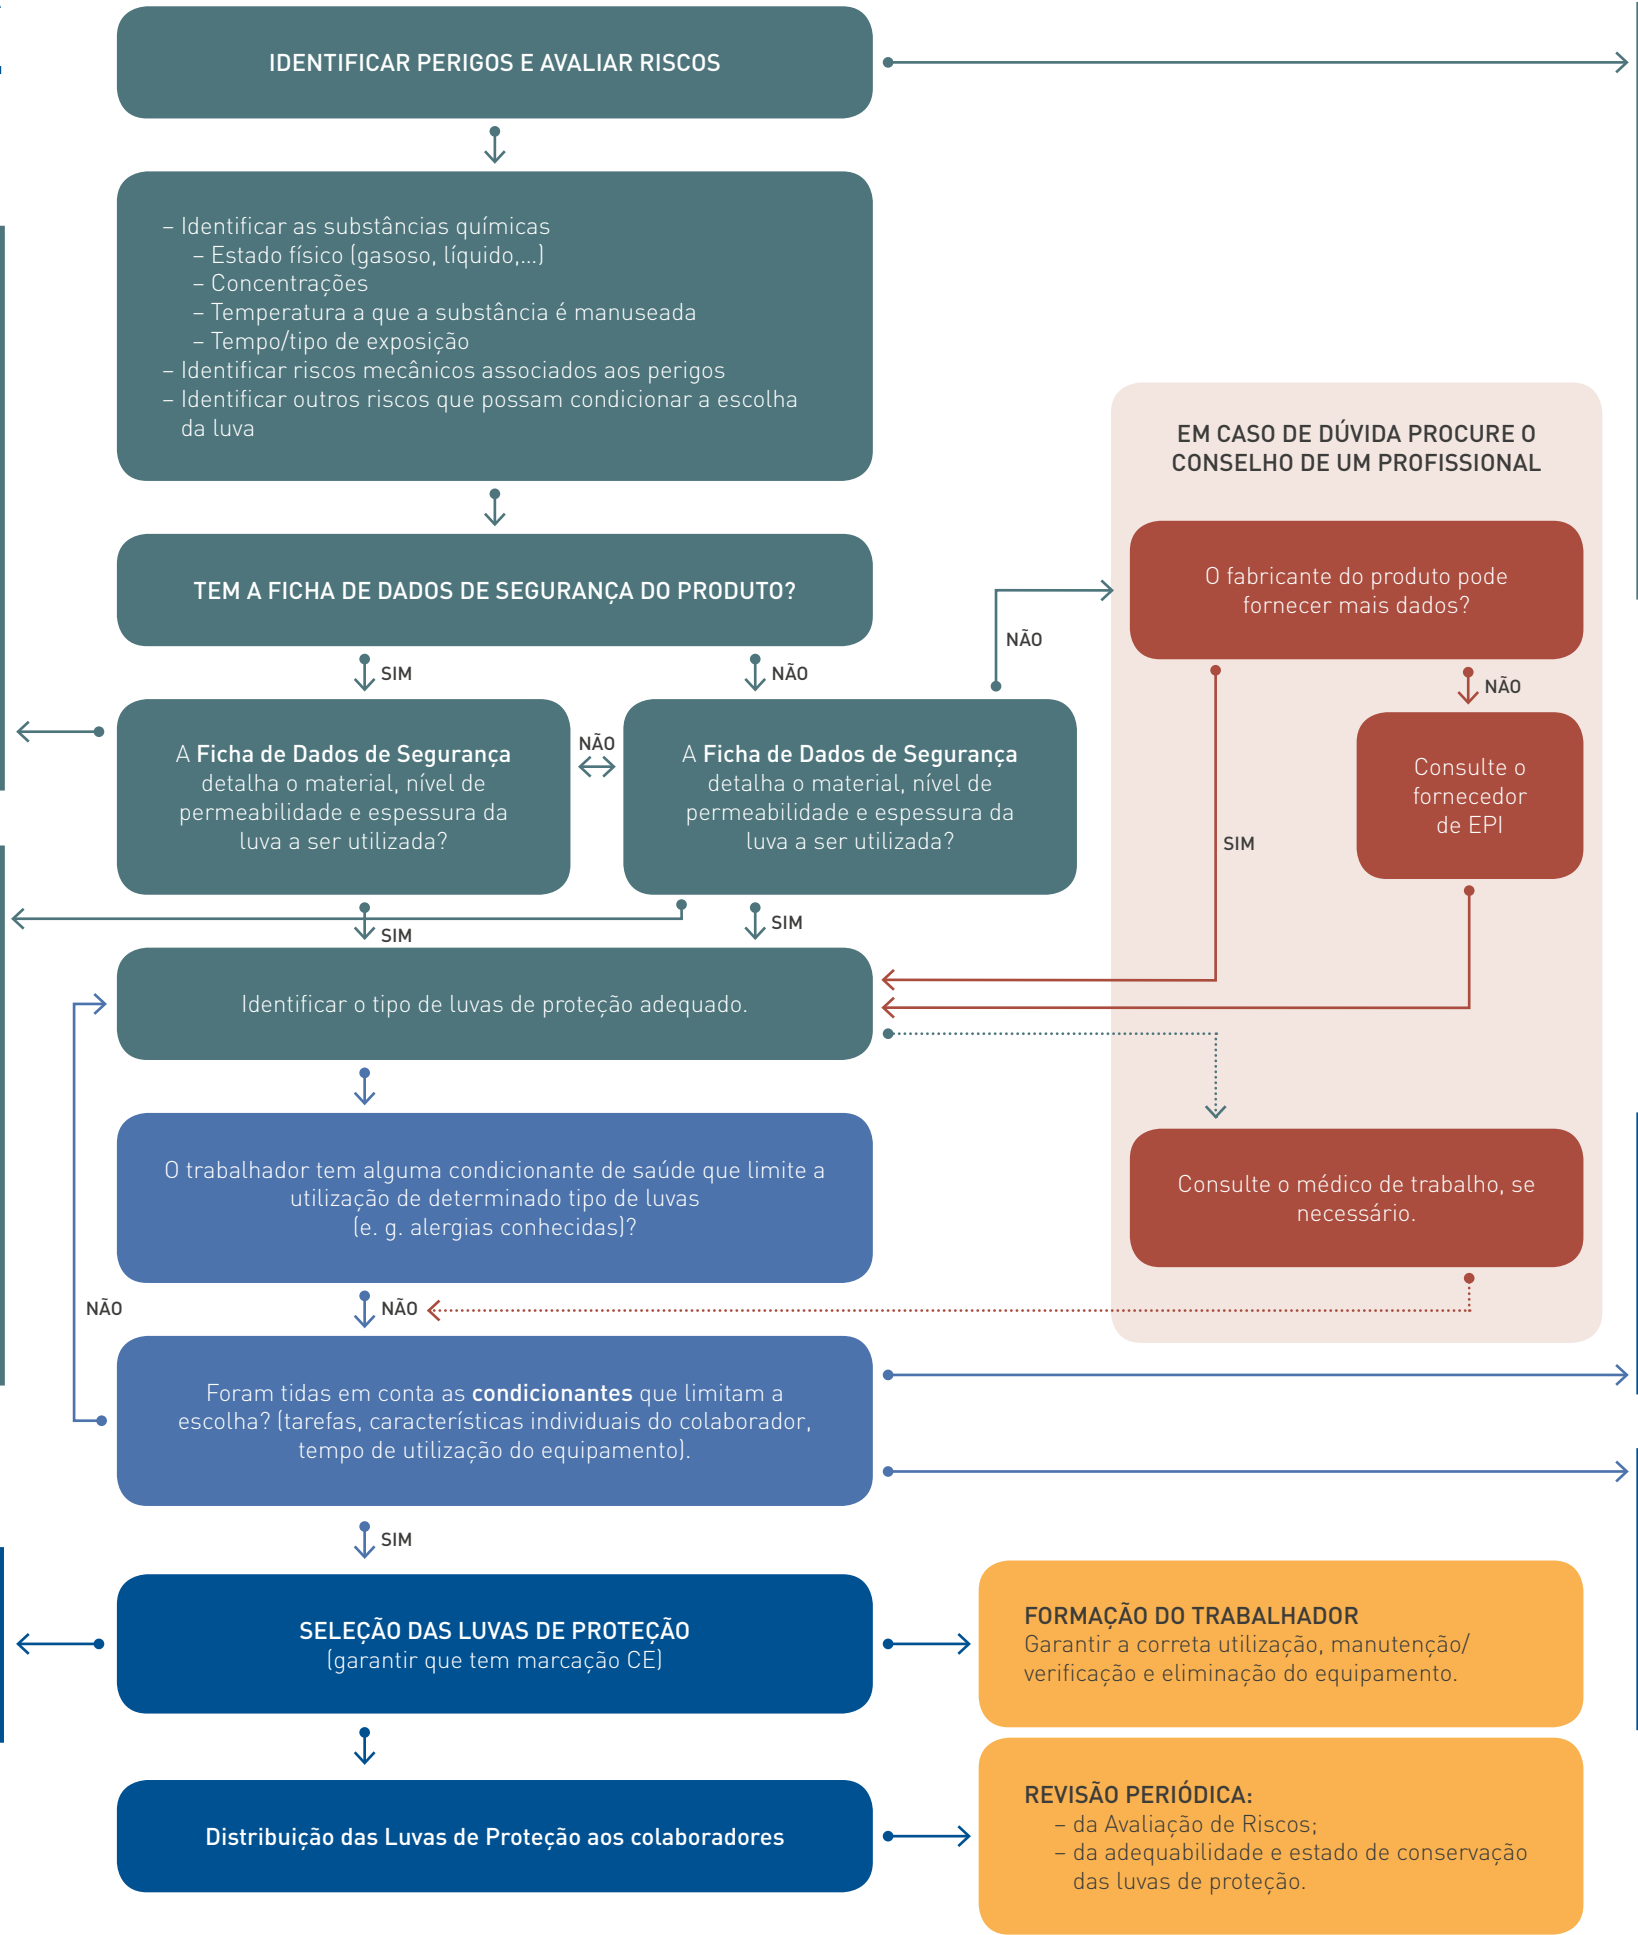 IDENTIFICAR PERIGOS E AVALIAR RISCOS
– Identificar as substâncias químicas
– Estado físico (gasoso, líquido,...)
– Concentrações
– Temperatura a que a substância é manuseada
– Tempo/tipo de exposição
– Identificar riscos mecânicos associados aos perigos
– Identificar outros riscos que possam condicionar a escolha
da luva
EM CASO DE DÚVIDA PROCURE O
CONSELHO DE UM PROFISSIONAL
TEM A FICHA DE DADOS DE SEGURANÇA DO PRODUTO?
O fabricante do produto pode
fornecer mais dados?
NÃO
SIM
NÃO
NÃO
A Ficha de Dados de Segurança
detalha o material, nível de
permeabilidade e espessura da
luva a ser utilizada?
NÃO
A Ficha de Dados de Segurança
detalha o material, nível de
permeabilidade e espessura da
luva a ser utilizada?
Consulte o
fornecedor
de EPI
SIM
SIM
SIM
Identificar o tipo de luvas de proteção adequado.
O trabalhador tem alguma condicionante de saúde que limite a
utilização de determinado tipo de luvas
(e. g. alergias conhecidas)?
Consulte o médico de trabalho, se
necessário.
NÃO
NÃO
Foram tidas em conta as condicionantes que limitam a
escolha? (tarefas, características individuais do colaborador,
tempo de utilização do equipamento).
SIM
SELEÇÃO DAS LUVAS DE PROTEÇÃO
(garantir que tem marcação CE)
FORMAÇÃO DO TRABALHADOR
Garantir a correta utilização, manutenção/
verificação e eliminação do equipamento.
Distribuição das Luvas de Proteção aos colaboradores
REVISÃO PERIÓDICA:
– da Avaliação de Riscos;
– da adequabilidade e estado de conservação
das luvas de proteção.